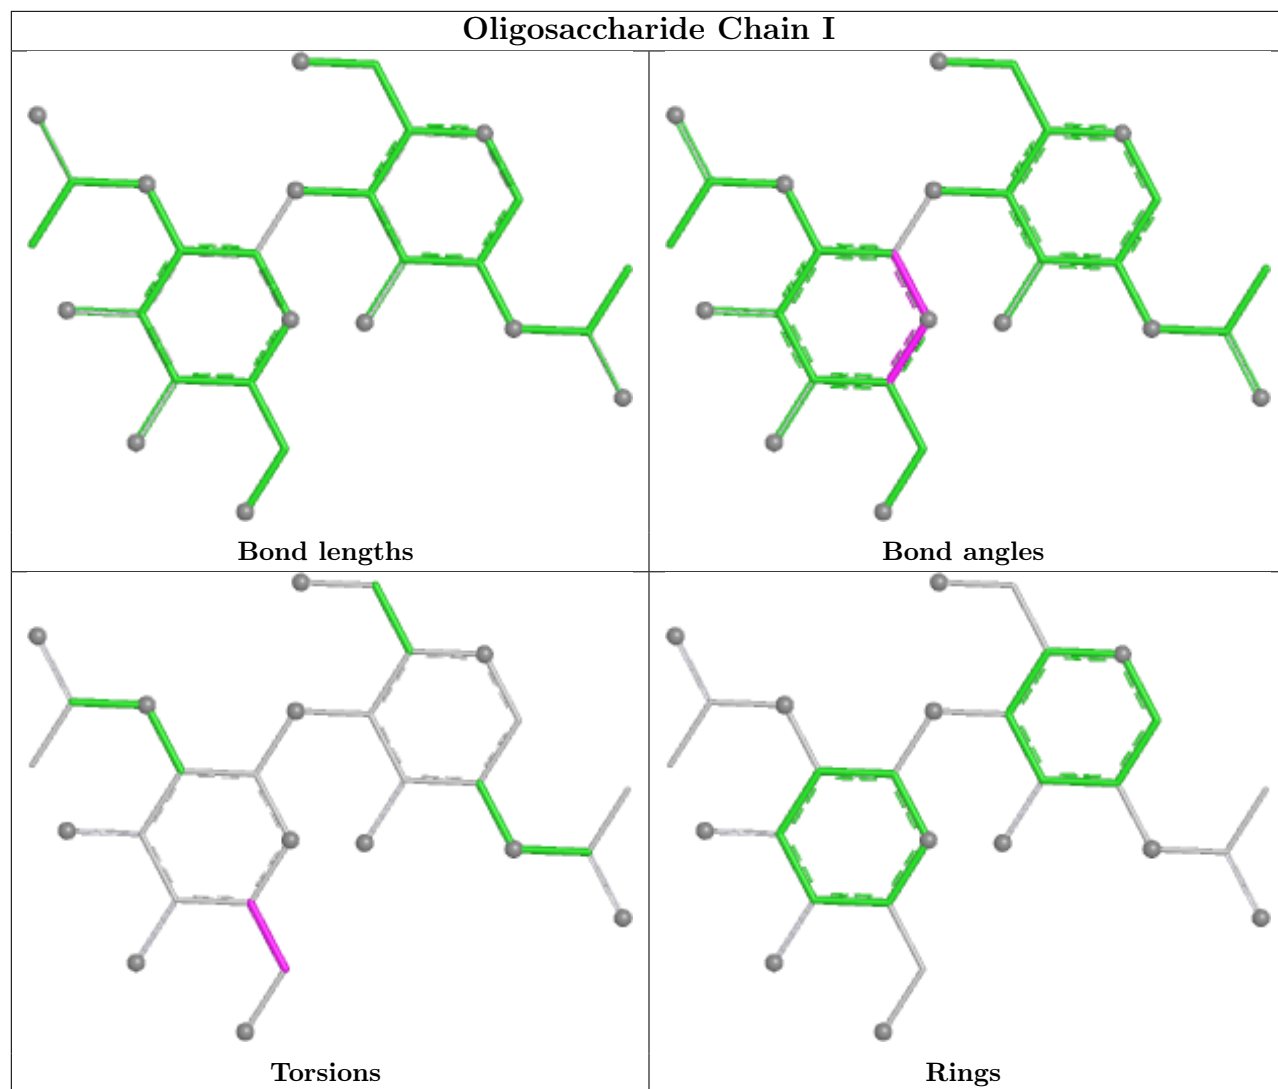 Oligosaccharide Chain I
Bond lengths
Bond angles
Torsions
Rings